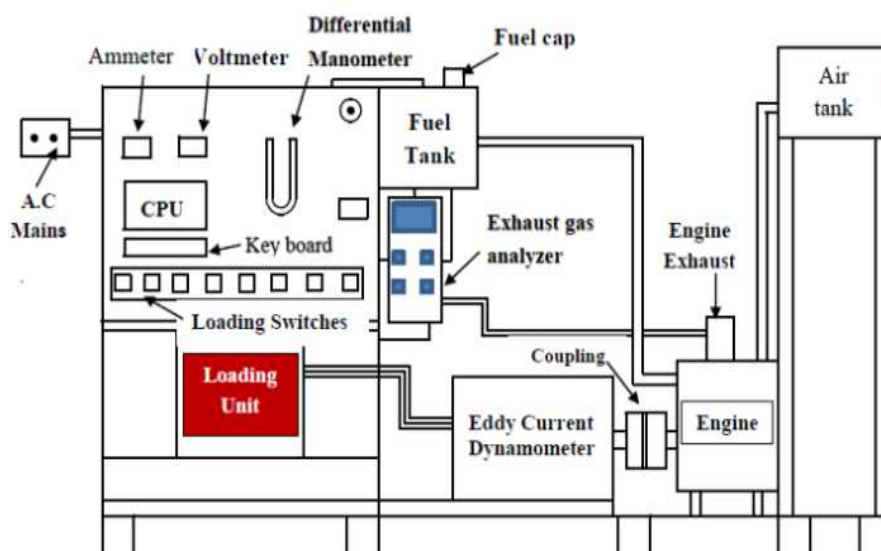 Differential
Manometer
Ammeter
Voltmeter
Fuel cap
Air
tank
Fuel
Tank
A.C
Mains
CPU
Key board
Exhaust gas
analyzer
Engine
Exhaust
Loading Switches
Loading
Unit
Coupling
Eddy Current
Dynamometer
Engine